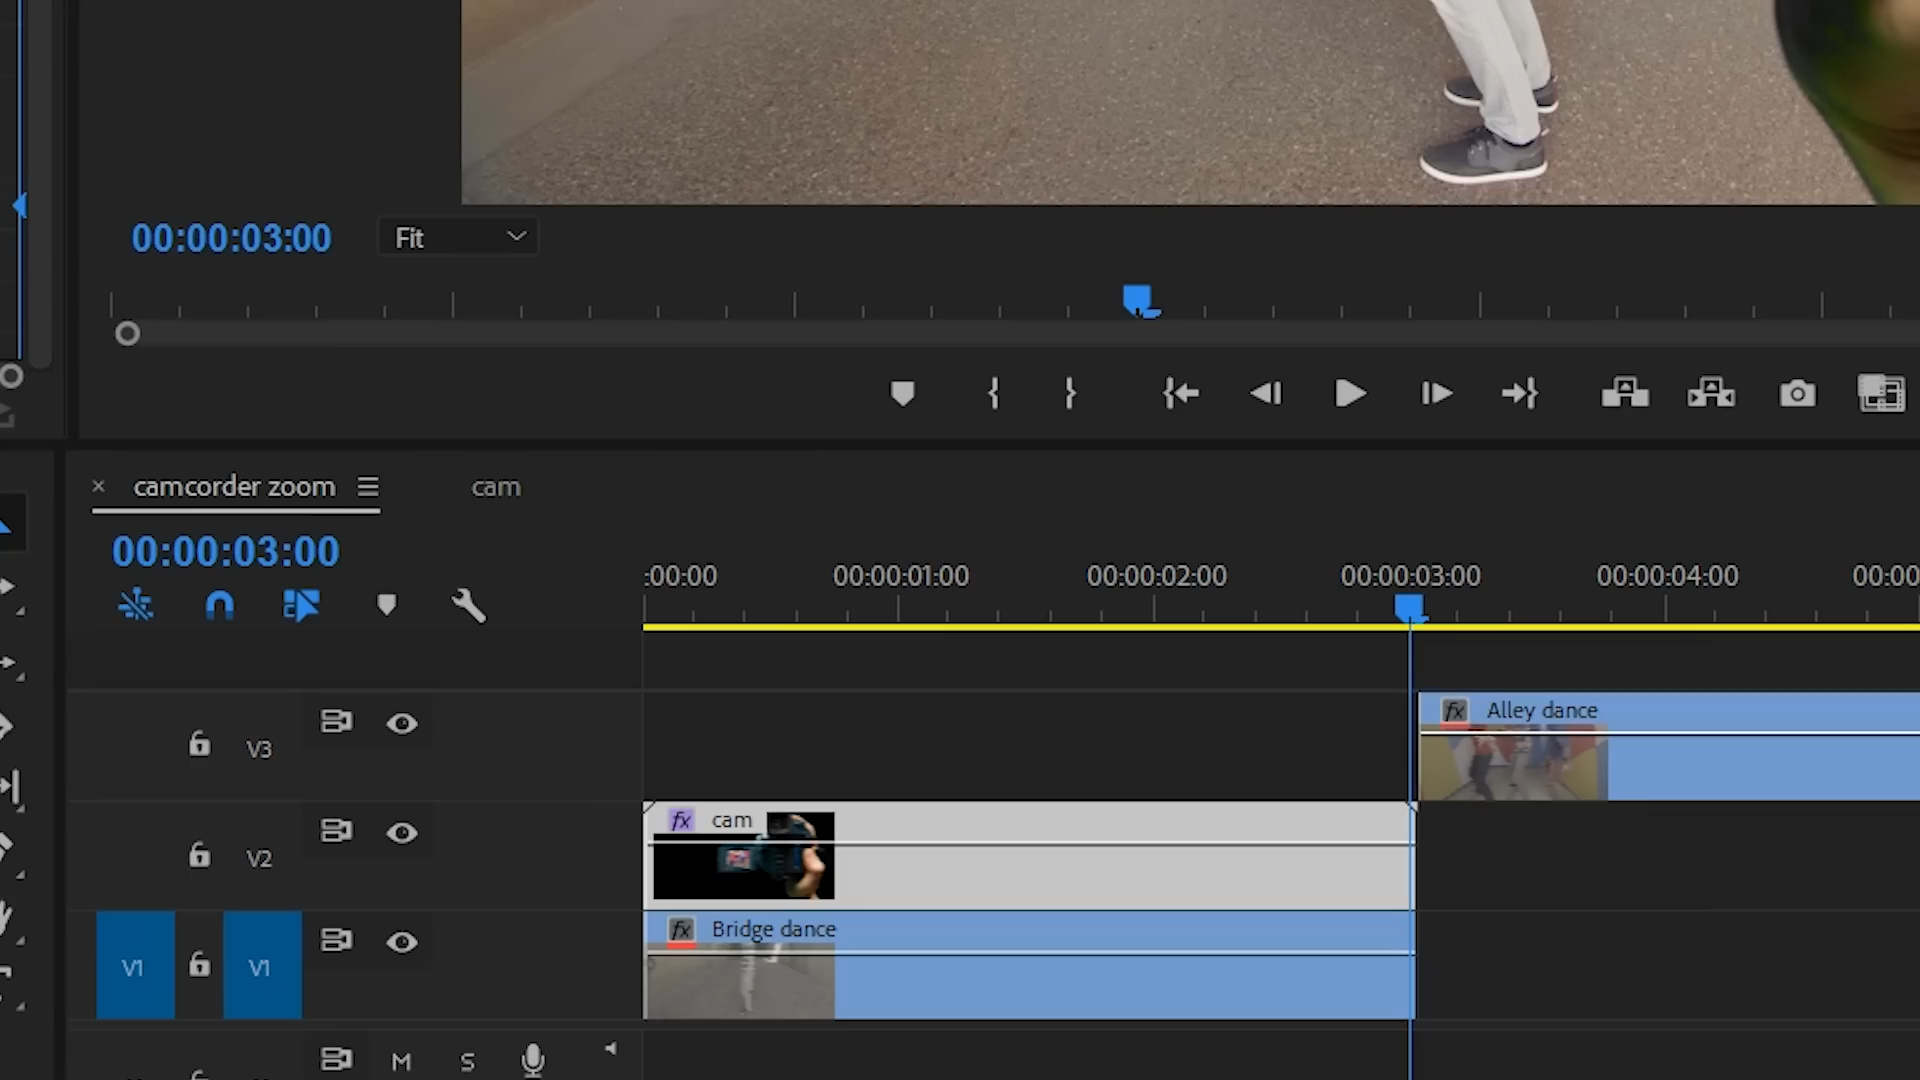 00:00:03:00 Fit
camcorder zoom cam
00:00:03:00
:00:00 00:00:01:00 00:00:02:00 00:00:03:00 00:00:04:00 00:00
fx Alley dance
V3
fx cam
V2
fx Bridge dance
V1 V1
M S